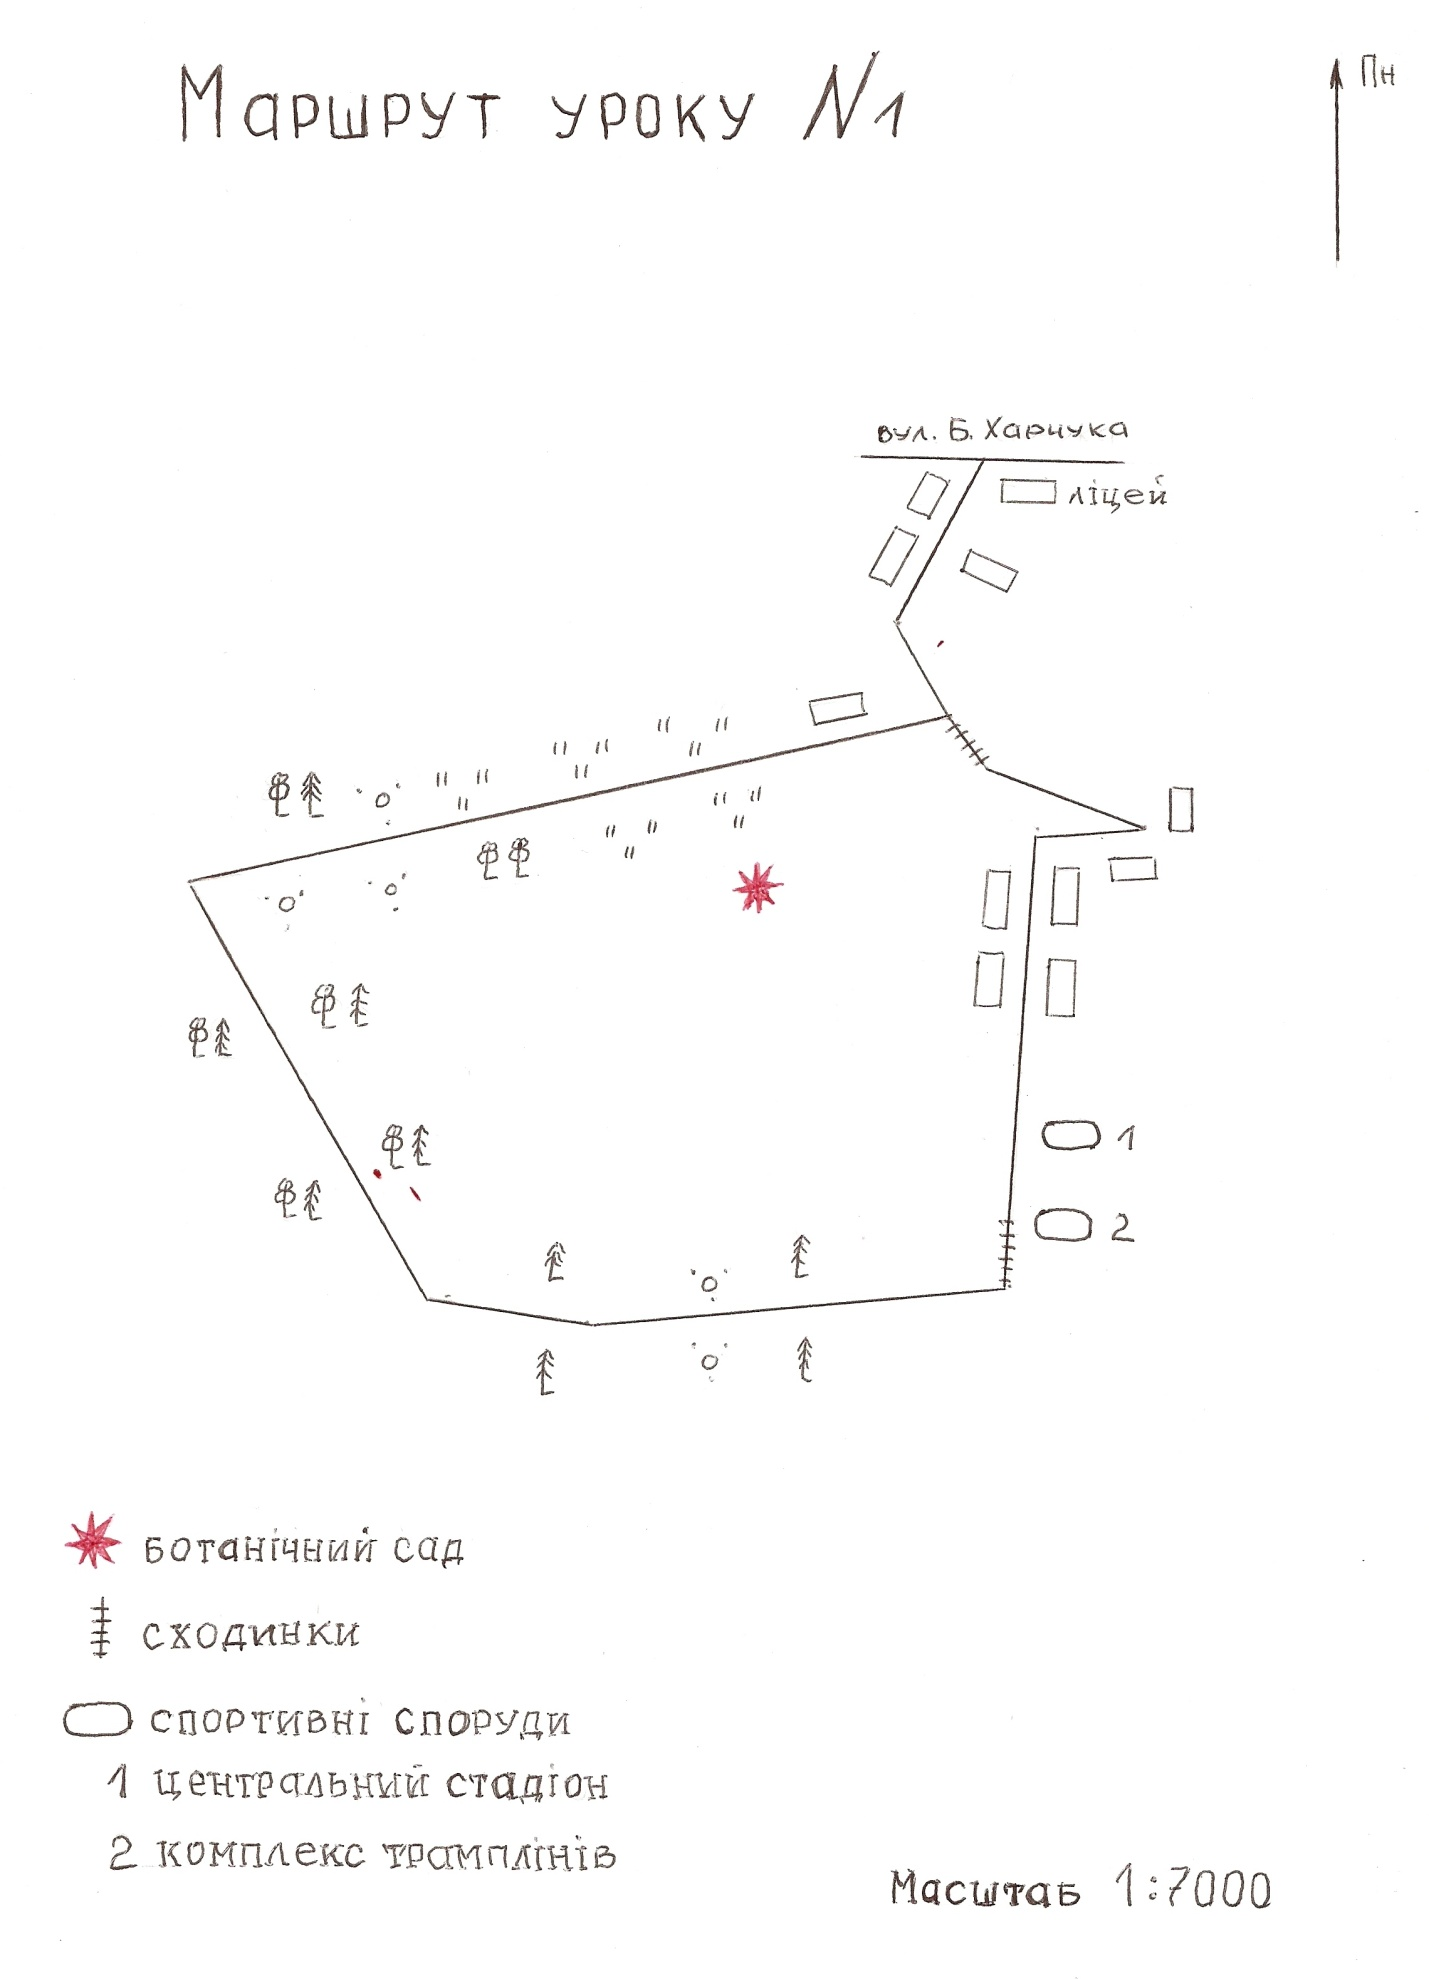 Маршрут уроку N1
Пн
вул. Б. Харчука
ліцей
1
2
ботанічний сад
сходинки
спортивні споруди
1 центральний стадіон
2 комплекс трамплінів
Масштаб 1:7000